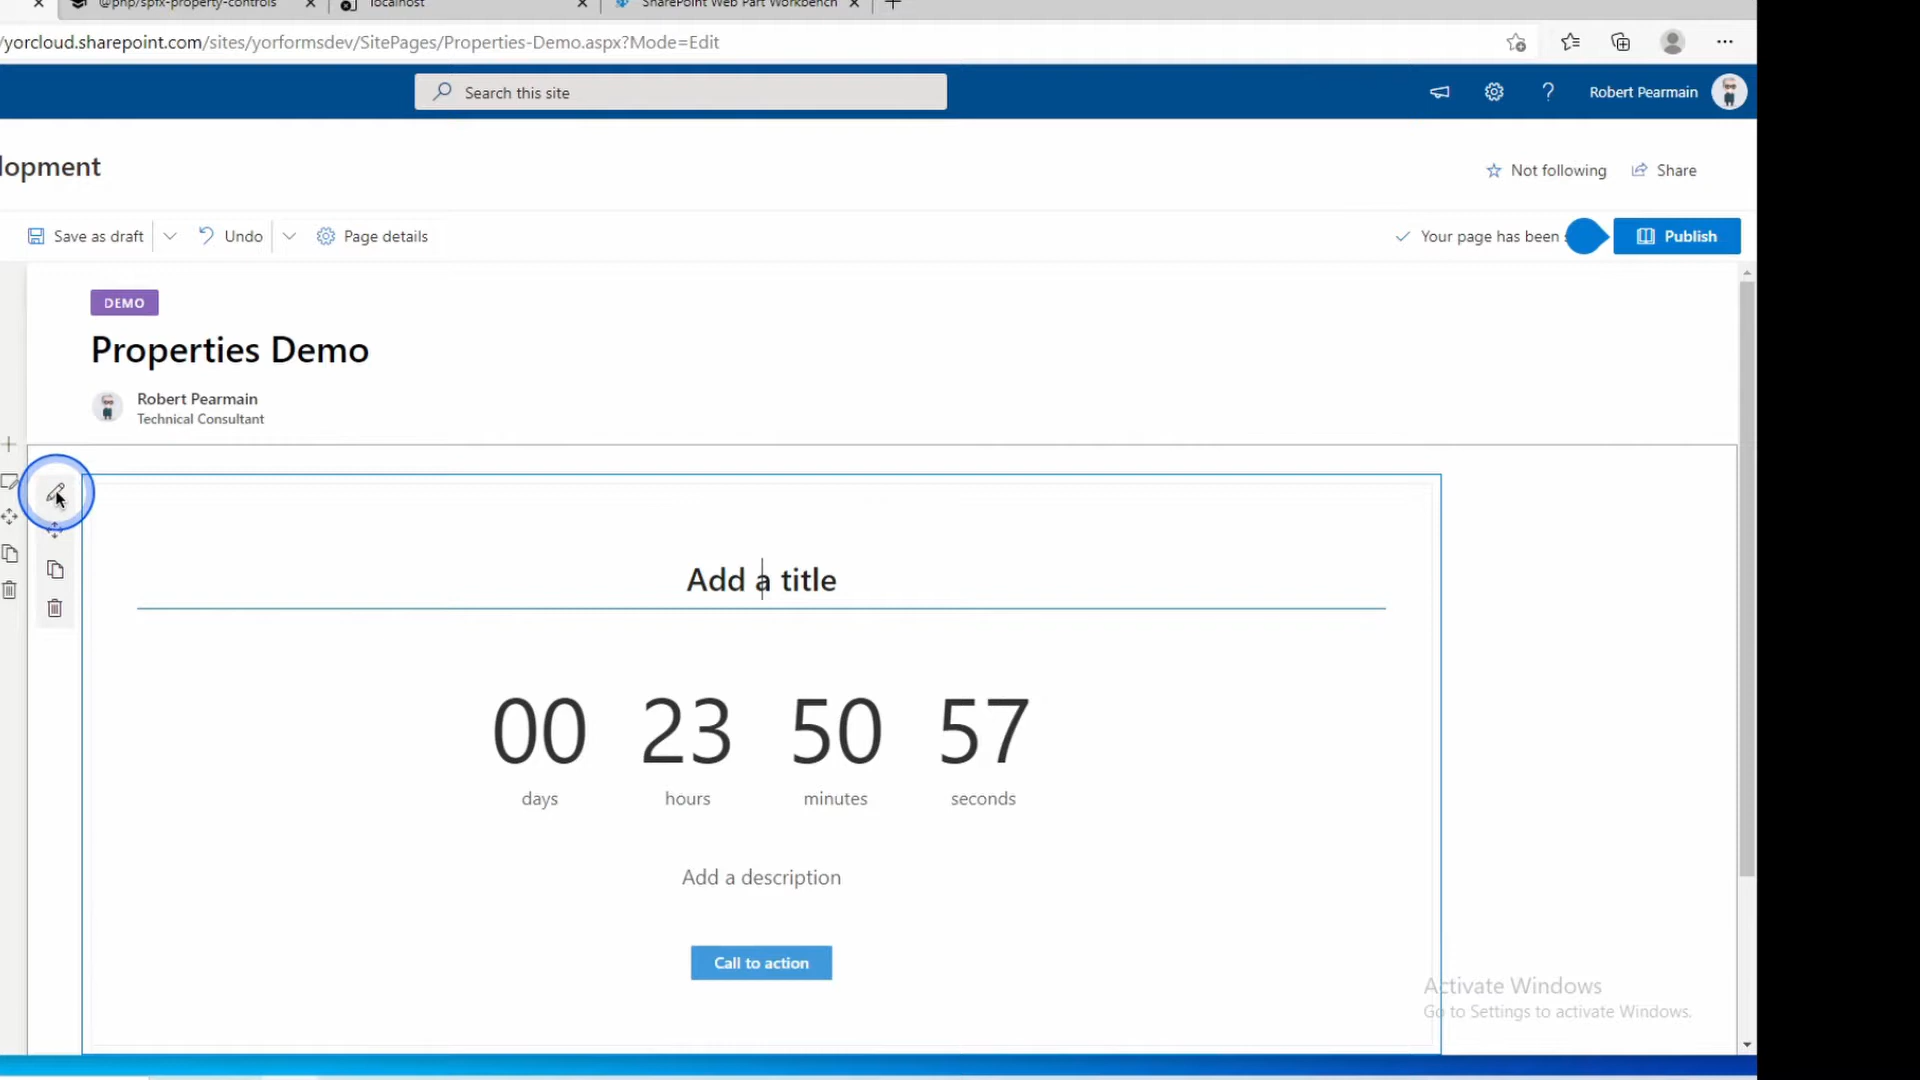 @pnp/spfx-property-controls
localhost
SharePoint Web Part Workbench
/yorcloud.sharepoint.com/sites/yorformsdev/SitePages/Properties-Demo.aspx?Mode=Edit
Search this site
Robert Pearmain
lopment
Not following
Share
Save as draft
Undo
Page details
Your page has been
Publish
DEMO
Properties Demo
Robert Pearmain
Technical Consultant
Add a title
00 23 50 57
days hours minutes seconds
Add a description
Call to action
Activate Windows
Go to Settings to activate Windows.